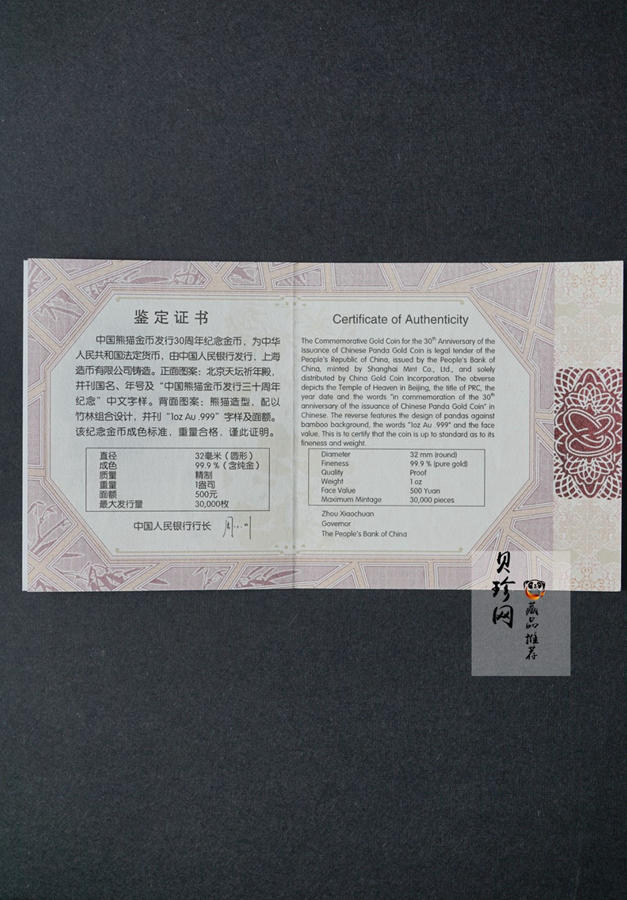 鉴定证书
中国熊猫金币发行30周年纪念金币，为中华
人民共和国法定货币，由中国人民银行发行，上海
造币有限公司铸造。正面图案：北京天坛祈年殿，
并刊国名、年号及“中国熊猫金币发行三十周年
纪念”中文字样。背面图案：熊猫造型，配以
竹林组合设计，并刊“1oz Au .999”字样及面额。
该纪念金币成色标准，重量合格，谨此证明。
直径 32毫米（圆形）
成色 99.9％（含纯金）
质量 精制
重量 1盎司
面额 500元
最大发行量 30,000枚
中国人民银行行长
Certificate of Authenticity
The Commemorative Gold Coin for the 30th Anniversary of the
Issuance of Chinese Panda Gold Coin is legal tender of the
People's Republic of China, issued by the People's Bank of
China, minted by Shanghai Mint Co., Ltd., and solely
distributed by China Gold Coin Incorporation. The obverse
depicts the Temple of Heaven in Beijing, the title of PRC, the
year date and the words "in commemoration of the 30th
anniversary of the issuance of Chinese Panda Gold Coin" in
Chinese. The reverse features the design of pandas against
bamboo background, the words "1oz Au .999" and the face
value. This is to certify that the coin is up to standard as to its
fineness and weight.
Diameter 32 mm (round)
Fineness 99.9 % (pure gold)
Quality Proof
Weight 1 oz
Face Value 500 Yuan
Maximum Mintage 30,000 pieces
Zhou Xiaochuan
Governor
The People's Bank of China
贝珍网
藏品推荐